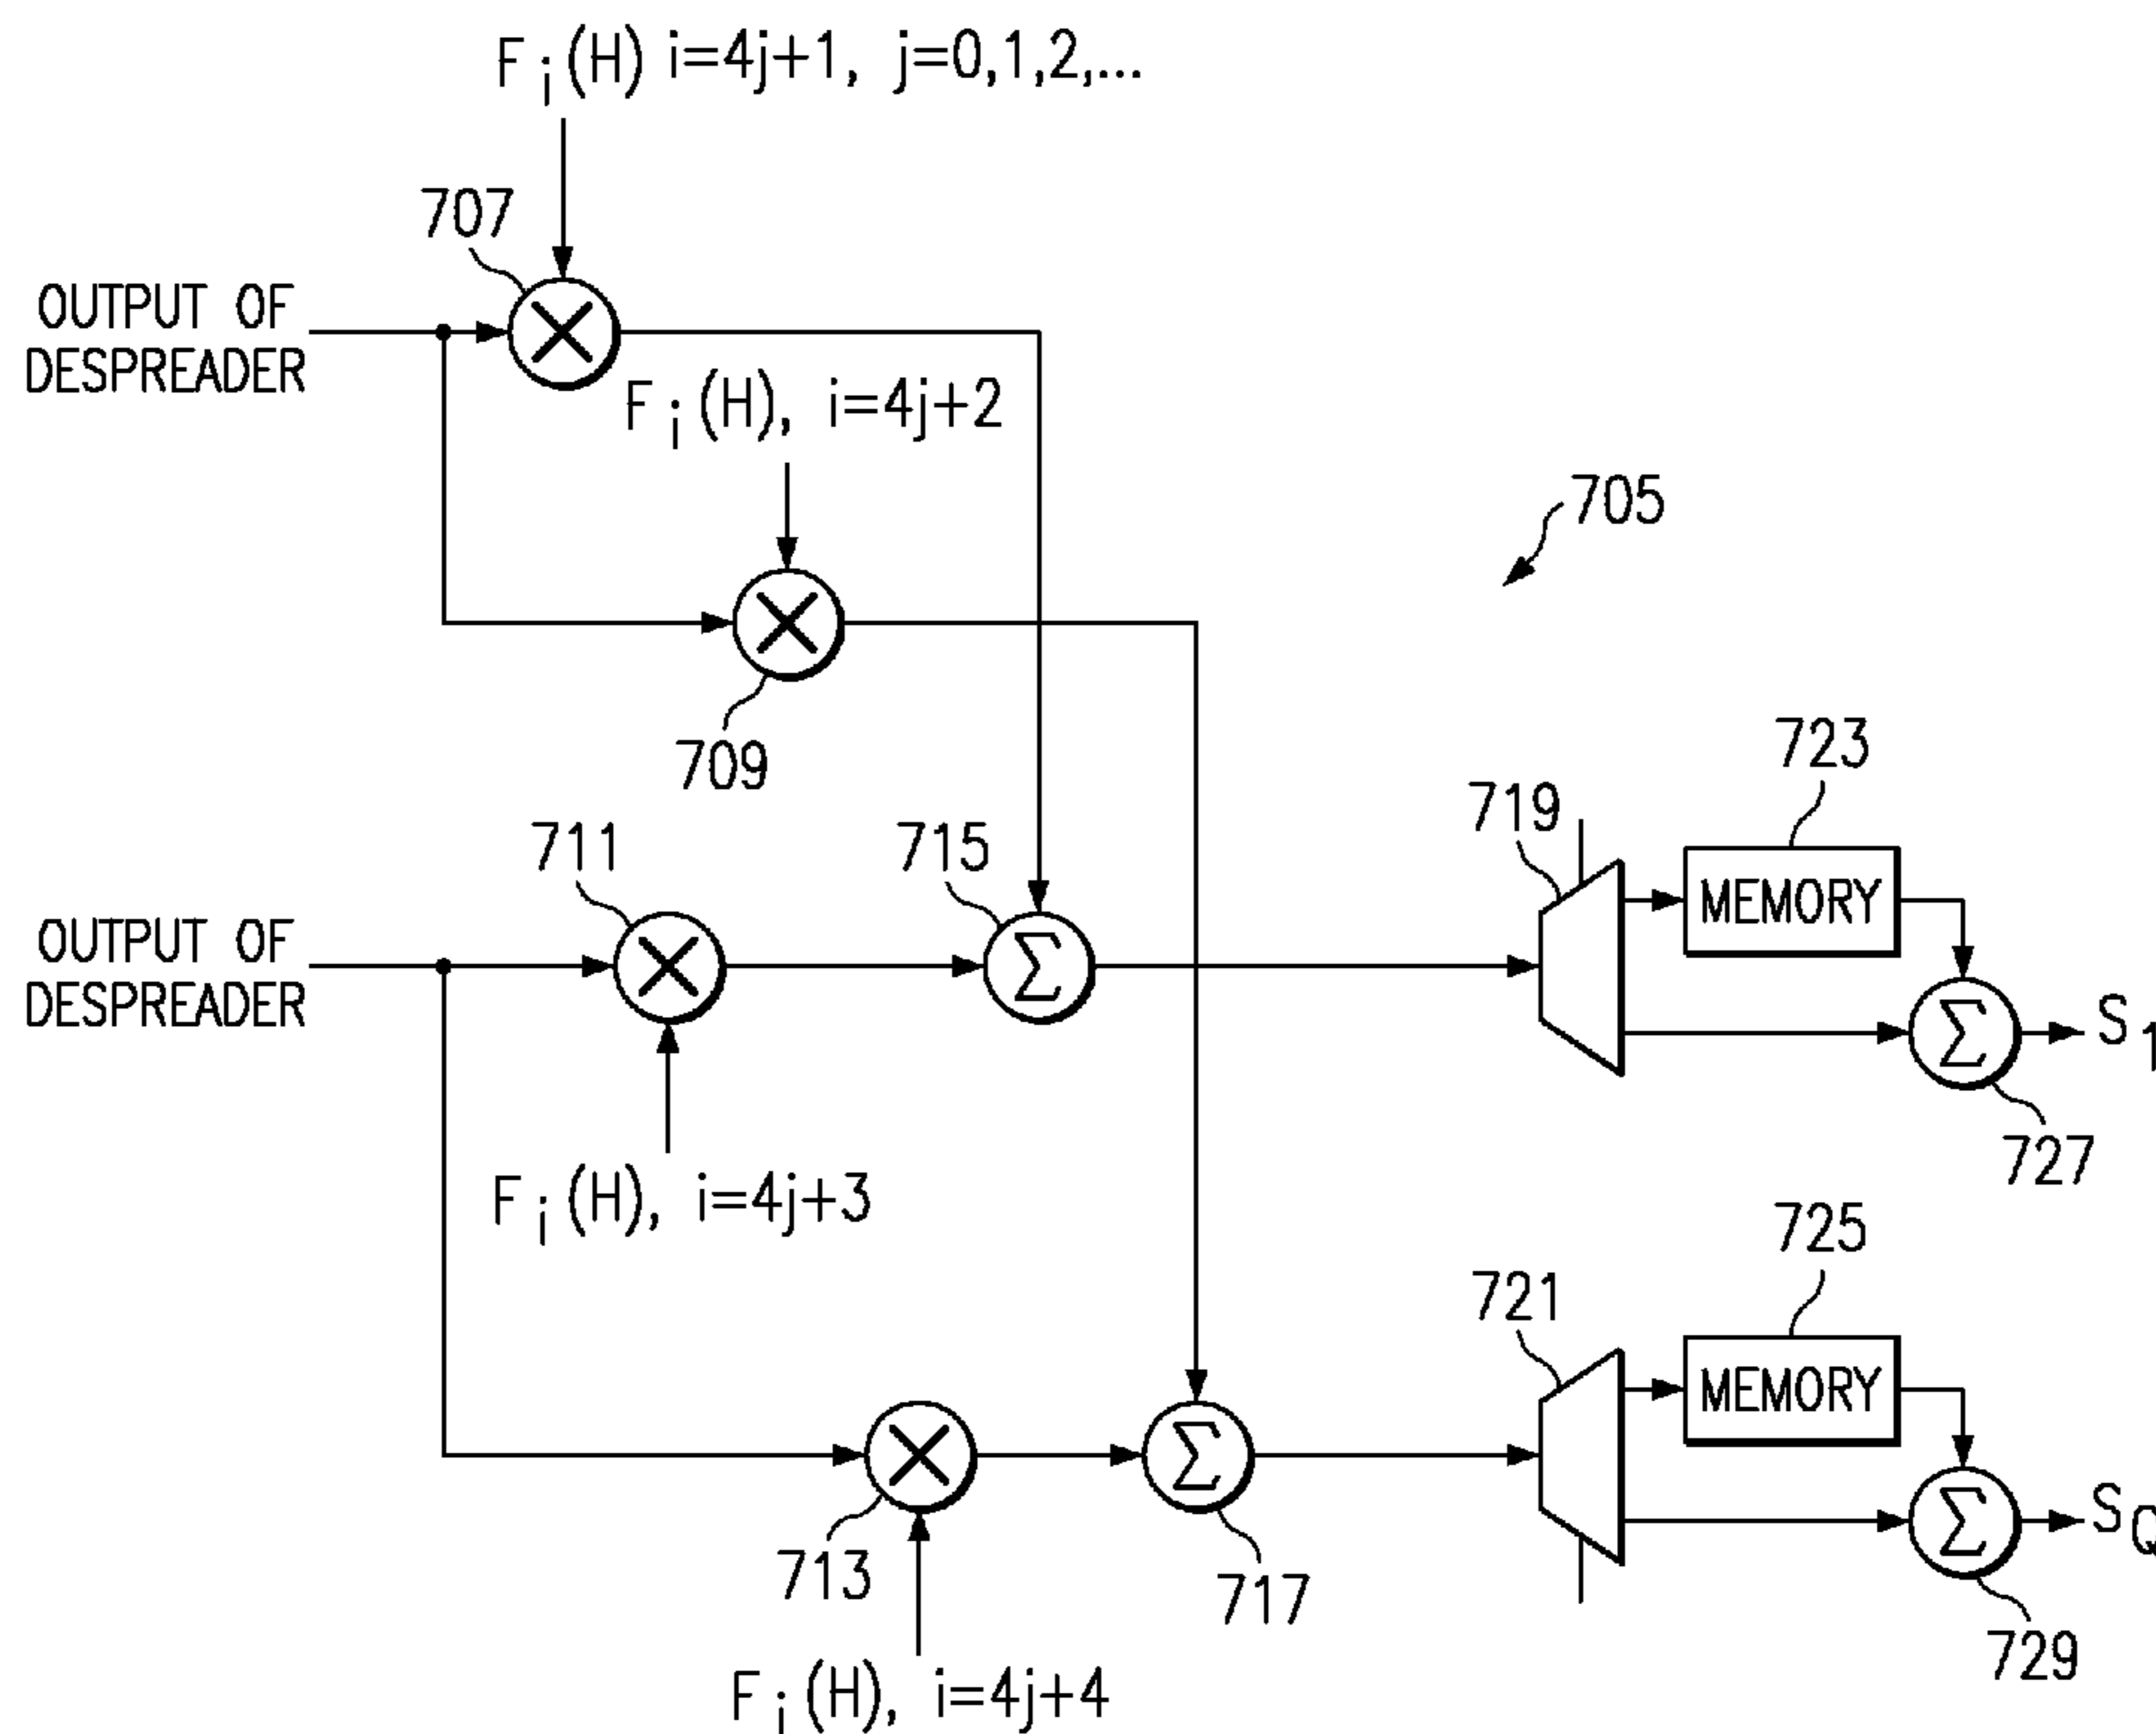 F i (H) i=4j+1, j=0,1,2,...
707
OUTPUT OF
DESPREADER
F i (H), i=4j+2
705
709
723
719
711
715
MEMORY
OUTPUT OF
DESPREADER
S 1
727
F i (H), i=4j+3
725
721
MEMORY
S Q
713
717
729
F i (H), i=4j+4